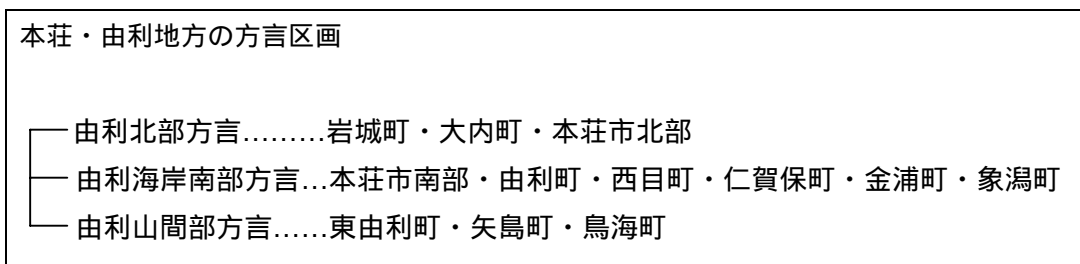 本荘・由利地方の方言区画
由利北部方言………岩城町・大内町・本荘市北部
由利海岸南部方言…本荘市南部・由利町・西目町・仁賀保町・金浦町・象潟町
由利山間部方言……東由利町・矢島町・鳥海町